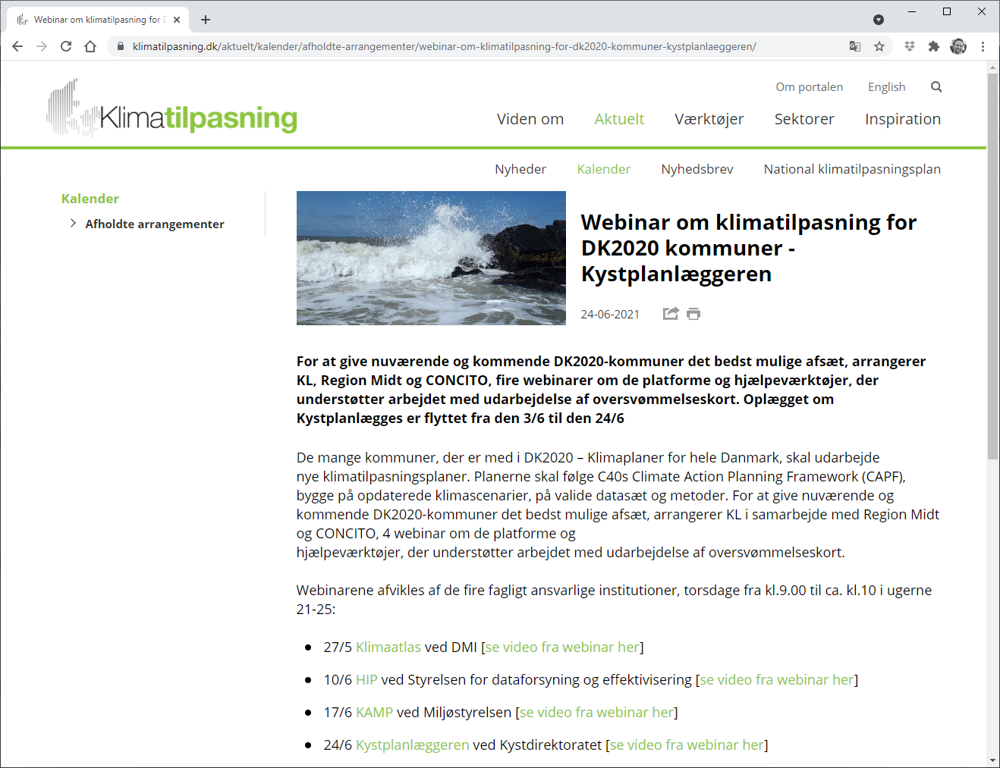 Webinar om klimatilpasning for D
klimatilpasning.dk/aktuelt/kalender/afholdte-arrangementer/webinar-om-klimatilpasning-for-dk2020-kommuner-kystplanlaeggeren/
Om portalen English
Klimatilpasning
Viden om Aktuelt Værktøjer Sektorer Inspiration
Nyheder Kalender Nyhedsbrev National klimatilpasningsplan
Kalender
Afholdte arrangementer
Webinar om klimatilpasning for
DK2020 kommuner -
Kystplanlæggeren
24-06-2021
For at give nuværende og kommende DK2020-kommuner det bedst mulige afsæt, arrangerer
KL, Region Midt og CONCITO, fire webinarer om de platforme og hjælpeværktøjer, der
understøtter arbejdet med udarbejdelse af oversvømmelseskort. Oplægget om
Kystplanlægges er flyttet fra den 3/6 til den 24/6
De mange kommuner, der er med i DK2020 – Klimaplaner for hele Danmark, skal udarbejde
nye klimatilpasningsplaner. Planerne skal følge C40s Climate Action Planning Framework (CAPF),
bygge på opdaterede klimascenarier, på valide datasæt og metoder. For at give nuværende og
kommende DK2020-kommuner det bedst mulige afsæt, arrangerer KL i samarbejde med Region Midt
og CONCITO, 4 webinar om de platforme og
hjælpeværktøjer, der understøtter arbejdet med udarbejdelse af oversvømmelseskort.
Webinarene afvikles af de fire fagligt ansvarlige institutioner, torsdage fra kl.9.00 til ca. kl.10 i ugerne
21-25:
• 27/5 Klimaatlas ved DMI [se video fra webinar her]
• 10/6 HIP ved Styrelsen for dataforsyning og effektivisering [se video fra webinar her]
• 17/6 KAMP ved Miljøstyrelsen [se video fra webinar her]
• 24/6 Kystplanlæggeren ved Kystdirektoratet [se video fra webinar her]